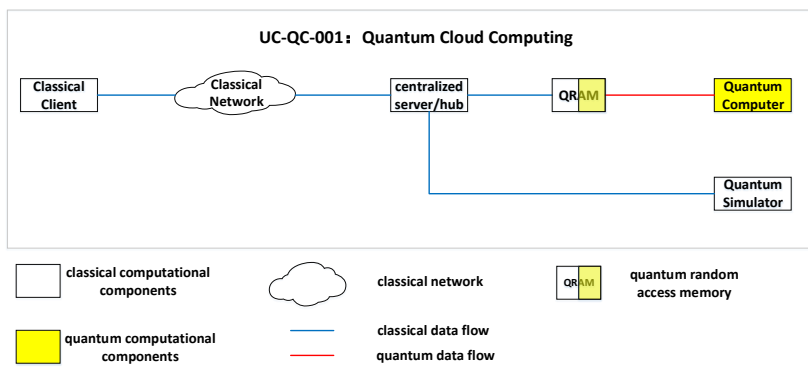 UC-QC-001：Quantum Cloud Computing
Classical
Client
Classical
Network
centralized
server/hub
QRAM
Quantum
Computer
Quantum
Simulator
classical computational
components
classical network
QRAM
quantum random
access memory
quantum computational
components
classical data flow
quantum data flow